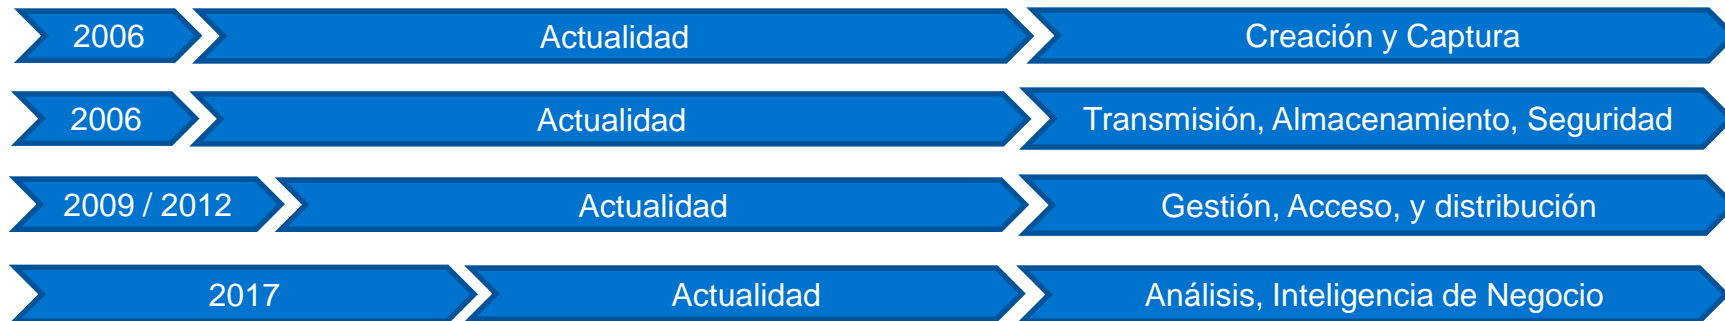 2006 Actualidad Creación y Captura
2006 Actualidad Transmisión, Almacenamiento, Seguridad
2009 / 2012 Actualidad Gestión, Acceso, y distribución
2017 Actualidad Análisis, Inteligencia de Negocio